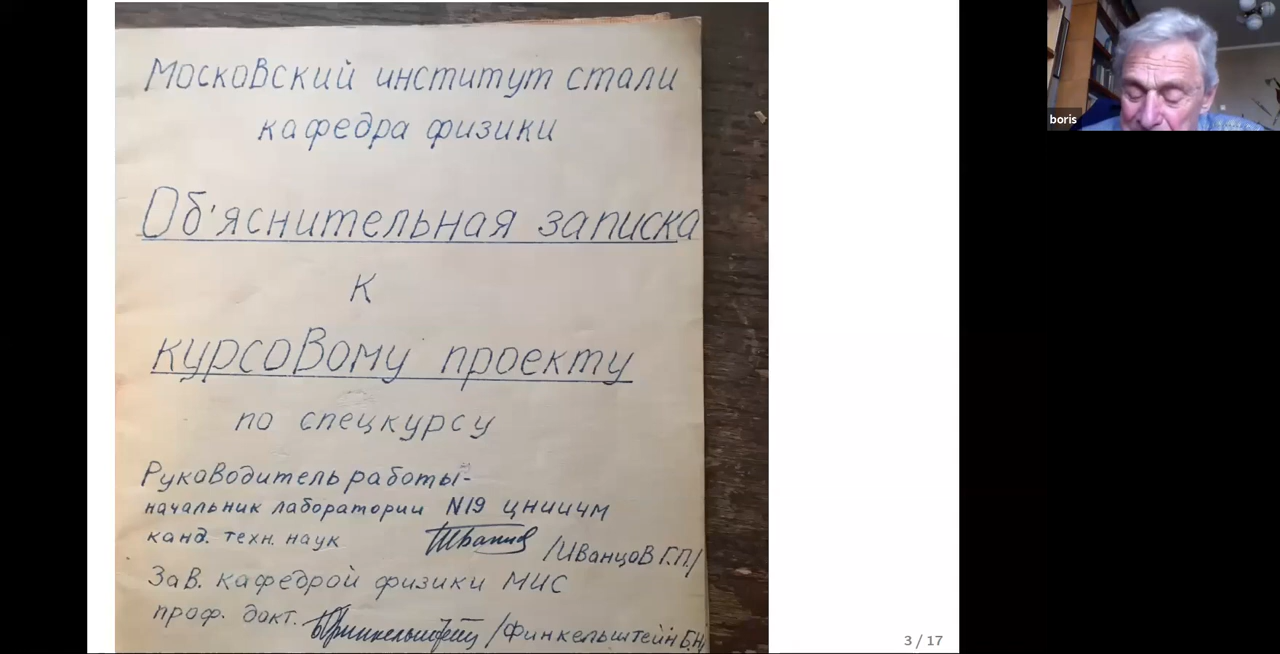 Московский институт стали
кафедра физики
Об'яснительная записка
к
курсовому проекту
по спецкурсу
Руководитель работы-
начальник лаборатории N19 ЦНИИЧМ
канд. техн. наук
/Иванцов Г.П./
Зав. кафедрой физики МИС
проф. докт.
/Финкельштейн Б.Н.
3 / 17
boris